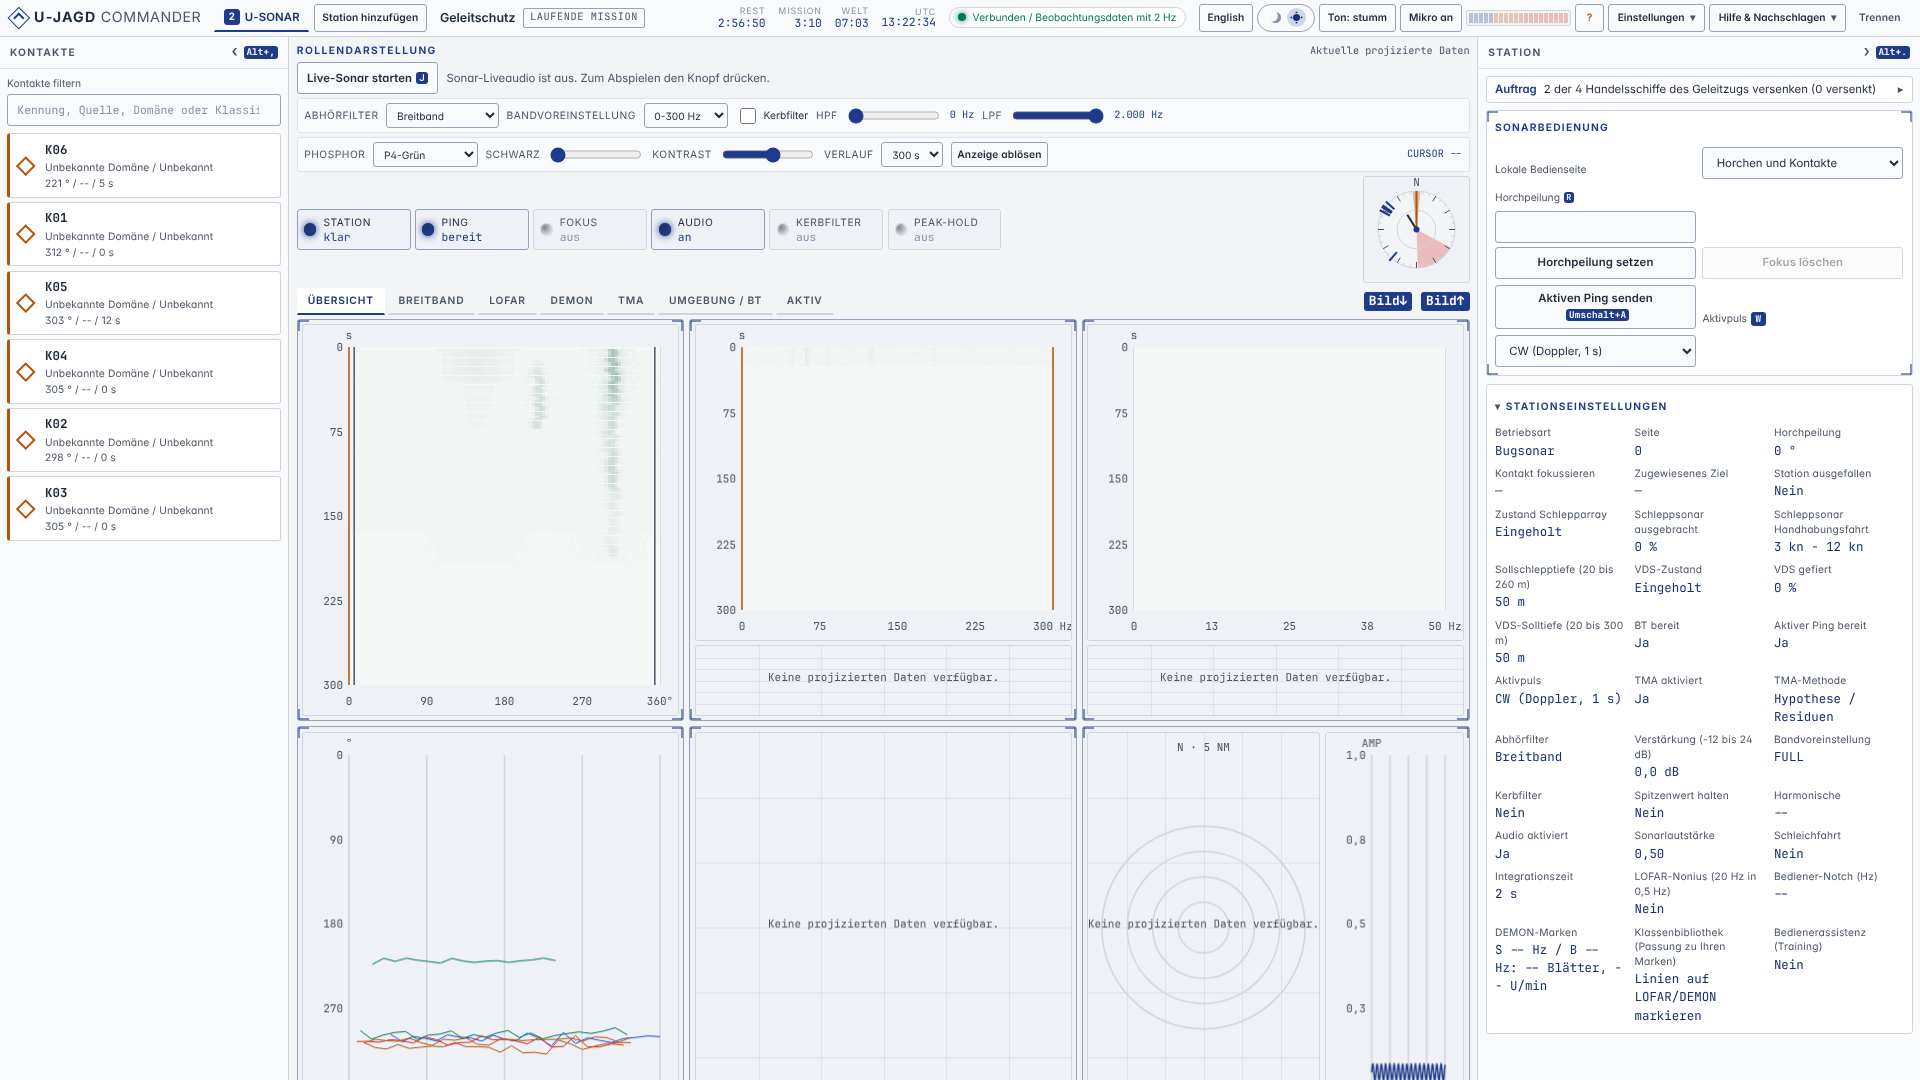 U-JAGD COMMANDER
2 U-SONAR
Station hinzufügen
Geleitschutz
LAUFENDE MISSION
REST 2:56:50
MISSION 3:10
WELT 07:03
UTC 13:22:34
Verbunden / Beobachtungsdaten mit 2 Hz
English
Ton: stumm
Mikro an
?
Einstellungen ▾
Hilfe & Nachschlagen ▾
Trennen
KONTAKTE
Alt+,
Kontakte filtern
Kennung, Quelle, Domäne oder Klassi
K06
Unbekannte Domäne / Unbekannt
221 ° / -- / 5 s
K01
Unbekannte Domäne / Unbekannt
312 ° / -- / 0 s
K05
Unbekannte Domäne / Unbekannt
303 ° / -- / 12 s
K04
Unbekannte Domäne / Unbekannt
305 ° / -- / 0 s
K02
Unbekannte Domäne / Unbekannt
298 ° / -- / 0 s
K03
Unbekannte Domäne / Unbekannt
305 ° / -- / 0 s
ROLLENDARSTELLUNG
Aktuelle projizierte Daten
Live-Sonar starten J
Sonar-Liveaudio ist aus. Zum Abspielen den Knopf drücken.
ABHÖRFILTER Breitband BANDVOREINSTELLUNG 0-300 Hz Kerbfilter HPF 0 Hz LPF 2.000 Hz
PHOSPHOR P4-Grün SCHWARZ KONTRAST VERLAUF 300 s Anzeige ablösen
CURSOR --
STATION klar
PING bereit
FOKUS aus
AUDIO an
KERBFILTER aus
PEAK-HOLD aus
N
ÜBERSICHT BREITBAND LOFAR DEMON TMA UMGEBUNG / BT AKTIV
Bild↓ Bild↑
s
0
75
150
225
300
0 90 180 270 360°
s
0
75
150
225
300
0 75 150 225 300 Hz
Keine projizierten Daten verfügbar.
s
0
75
150
225
300
0 13 25 38 50 Hz
Keine projizierten Daten verfügbar.
°
0
90
180
270
Keine projizierten Daten verfügbar.
N · 5 NM
Keine projizierten Daten verfügbar.
AMP
1,0
0,8
0,5
0,3
STATION
Alt+.
Auftrag 2 der 4 Handelsschiffe des Geleitzugs versenken (0 versenkt)
SONARBEDIENUNG
Lokale Bedienseite
Horchen und Kontakte
Horchpeilung R
Horchpeilung setzen
Fokus löschen
Aktiven Ping senden
Umschalt+A
Aktivpuls W
CW (Doppler, 1 s)
▾ STATIONSEINSTELLUNGEN
Betriebsart
Bugsonar
Seite
0
Horchpeilung
0 °
Kontakt fokussieren
—
Zugewiesenes Ziel
—
Station ausgefallen
Nein
Zustand Schlepparray
Eingeholt
Schleppsonar ausgebracht
0 %
Schleppsonar Handhabungsfahrt
3 kn - 12 kn
Sollschlepptiefe (20 bis 260 m)
50 m
VDS-Zustand
Eingeholt
VDS gefiert
0 %
VDS-Solltiefe (20 bis 300 m)
50 m
BT bereit
Ja
Aktiver Ping bereit
Ja
Aktivpuls
CW (Doppler, 1 s)
TMA aktiviert
Ja
TMA-Methode
Hypothese / Residuen
Abhörfilter
Breitband
Verstärkung (-12 bis 24 dB)
0,0 dB
Bandvoreinstellung
FULL
Kerbfilter
Nein
Spitzenwert halten
Nein
Harmonische
--
Audio aktiviert
Ja
Sonarlautstärke
0,50
Schleichfahrt
Nein
Integrationszeit
2 s
LOFAR-Nonius (20 Hz in 0,5 Hz)
Nein
Bediener-Notch (Hz)
--
DEMON-Marken
S -- Hz / B -- Hz: -- Blätter, -- U/min
Klassenbibliothek (Passung zu Ihren Marken)
Linien auf LOFAR/DEMON markieren
Bedienerassistenz (Training)
Nein